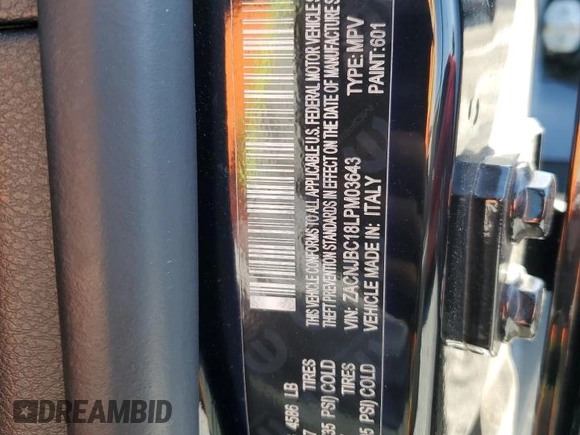 4586 LB
TIRES
PSI) COLD
TIRES
PSI) COLD
THIS VEHICLE CONFORMS TO ALL APPLICABLE U.S. FEDERAL MOTOR VEHICLE
THEFT PREVENTION STANDARDS IN EFFECT ON THE DATE OF MANUFACTURE
VIN: ZACNJBC18LPM03643 TYPE: MPV
VEHICLE MADE IN: ITALY PAINT: 601
DREAMBID